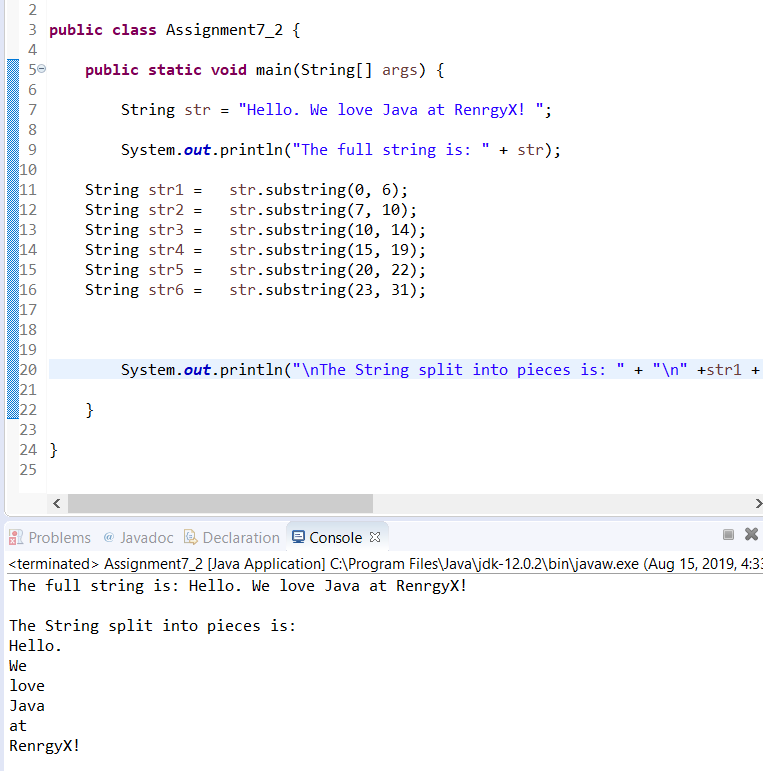 2
3 public class Assignment7_2 {
4
5 public static void main(String[] args) {
6
7 String str = "Hello. We love Java at RenrgyX! ";
8
9 System.out.println("The full string is: " + str);
10
11 String str1 = str.substring(0, 6);
12 String str2 = str.substring(7, 10);
13 String str3 = str.substring(10, 14);
14 String str4 = str.substring(15, 19);
15 String str5 = str.substring(20, 22);
16 String str6 = str.substring(23, 31);
17
18
19
20 System.out.println("\nThe String split into pieces is: " + "\n" +str1 +
21
22 }
23
24 }
25
Problems @ Javadoc Declaration Console
<terminated> Assignment7_2 [Java Application] C:\Program Files\Java\jdk-12.0.2\bin\javaw.exe (Aug 15, 2019, 4:33
The full string is: Hello. We love Java at RenrgyX!
The String split into pieces is:
Hello.
We
love
Java
at
RenrgyX!